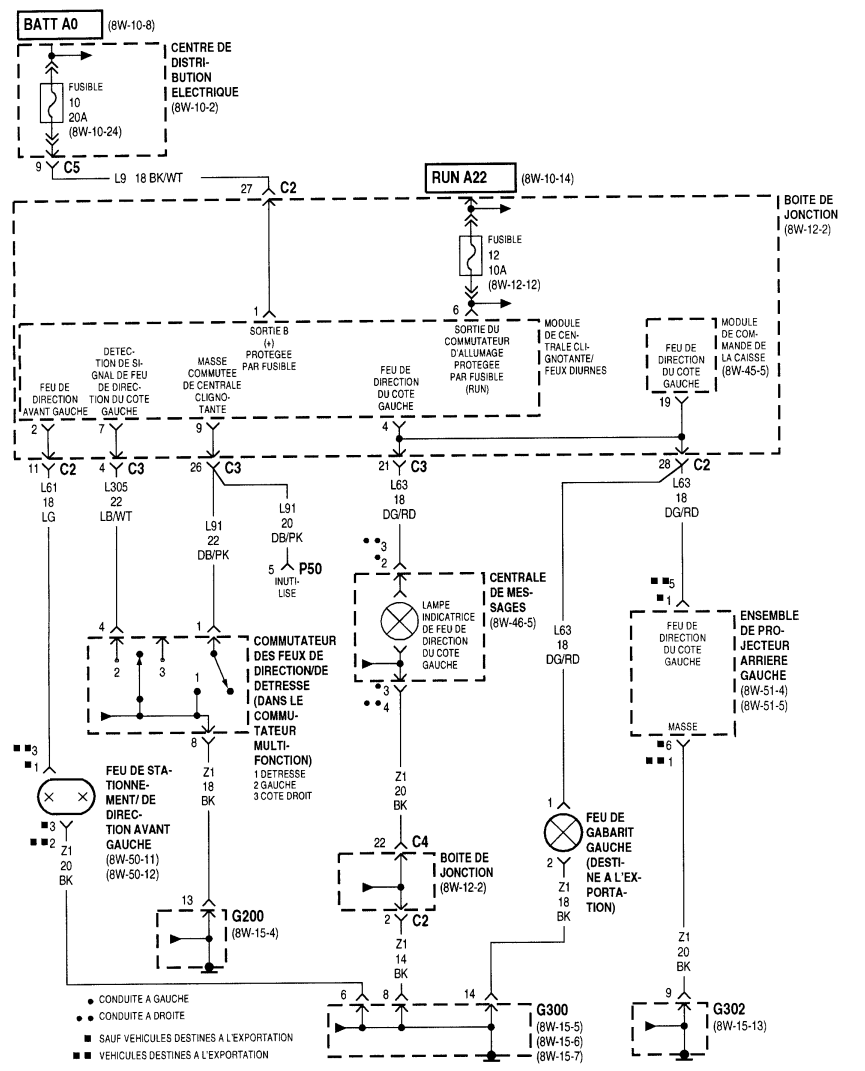 BATT A0
(8W-10-8)
CENTRE DE
DISTRI-
BUTION
ELECTRIQUE
(8W-10-2)
FUSIBLE
10
20A
(8W-10-24)
9
C5
L9 18 BK/WT
27
C2
RUN A22
(8W-10-14)
BOITE DE
JONCTION
(8W-12-2)
FUSIBLE
12
10A
(8W-12-12)
1
6
SORTIE B
(+)
PROTEGEE
PAR FUSIBLE
SORTIE DU
COMMUTATEUR
D'ALLUMAGE
PROTEGEE
PAR FUSIBLE
(RUN)
MODULE
DE CEN-
TRALE CLI-
GNOTANTE/
FEUX DIURNES
MODULE
DE COM-
MANDE DE
LA CAISSE
(8W-45-5)
FEU DE
DIRECTION
DU COTE
GAUCHE
19
FEU DE
DIRECTION
AVANT GAUCHE
DETEC-
TION DE SI-
GNAL DE FEU
DE DIREC-
TION DU COTE
GAUCHE
MASSE
COMMUTEE
DE CENTRALE
CLIGNO-
TANTE
FEU DE
DIRECTION
DU COTE
GAUCHE
2
7
9
4
11
C2
4
C3
26
C3
21
C3
28
C2
L61
18
LG
L305
22
LB/WT
L91
22
DB/PK
L91
20
DB/PK
5
P50
INUTI-
LISE
L63
18
DG/RD
L63
18
DG/RD
L63
18
DG/RD
3
2
CENTRALE
DE MES-
SAGES
(8W-46-5)
LAMPE
INDICATRICE
DE FEU DE
DIRECTION
DU COTE
GAUCHE
3
4
5
1
ENSEMBLE
DE PRO-
JECTEUR
ARRIERE
GAUCHE
(8W-51-4)
(8W-51-5)
FEU DE
DIRECTION
DU COTE
GAUCHE
MASSE
6
1
4
1
2
3
1
8
COMMUTATEUR
DES FEUX DE
DIRECTION/DE
DETRESSE
(DANS LE
COMMU-
TATEUR
MULTI-
FONCTION)
1 DETRESSE
2 GAUCHE
3 COTE DROIT
3
1
FEU DE STA-
TIONNE-
MENT/ DE
DIREC-
TION AVANT
GAUCHE
(8W-50-11)
(8W-50-12)
3
2
Z1
20
BK
Z1
18
BK
13
G200
(8W-15-4)
Z1
20
BK
22
C4
BOITE DE
JONCTION
(8W-12-2)
2
C2
Z1
14
BK
1
FEU DE
GABARIT
GAUCHE
(DESTI-
NE A L'EX-
PORTA-
TION)
2
Z1
18
BK
Z1
20
BK
6
8
14
G300
(8W-15-5)
(8W-15-6)
(8W-15-7)
9
G302
(8W-15-13)
CONDUITE A GAUCHE
CONDUITE A DROITE
SAUF VEHICULES DESTINES A L'EXPORTATION
VEHICULES DESTINES A L'EXPORTATION